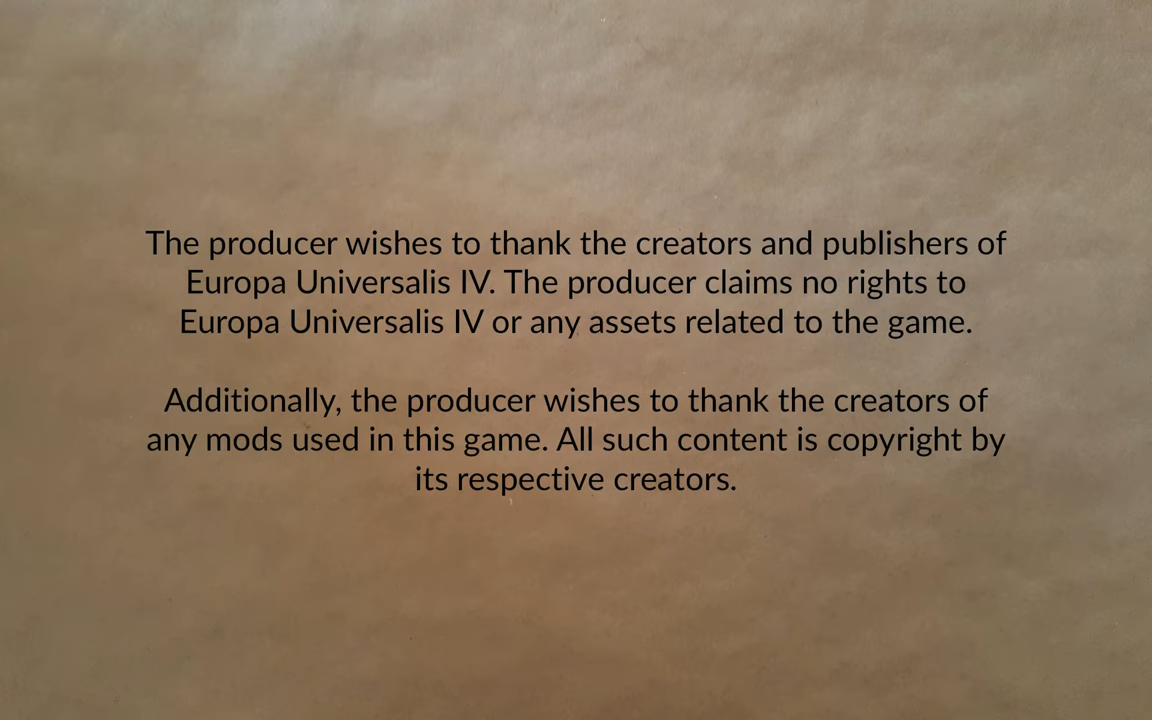 The producer wishes to thank the creators and publishers of
Europa Universalis IV. The producer claims no rights to
Europa Universalis IV or any assets related to the game.
Additionally, the producer wishes to thank the creators of
any mods used in this game. All such content is copyright by
its respective creators.